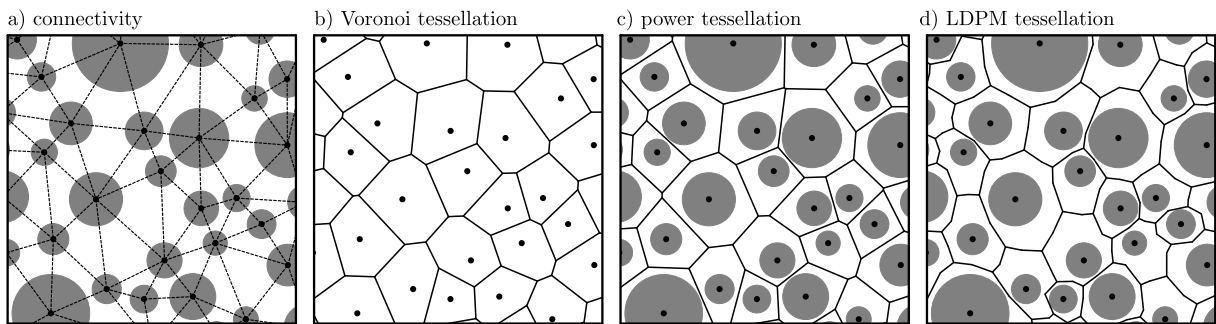 a) connectivity
b) Voronoi tessellation
c) power tessellation
d) LDPM tessellation